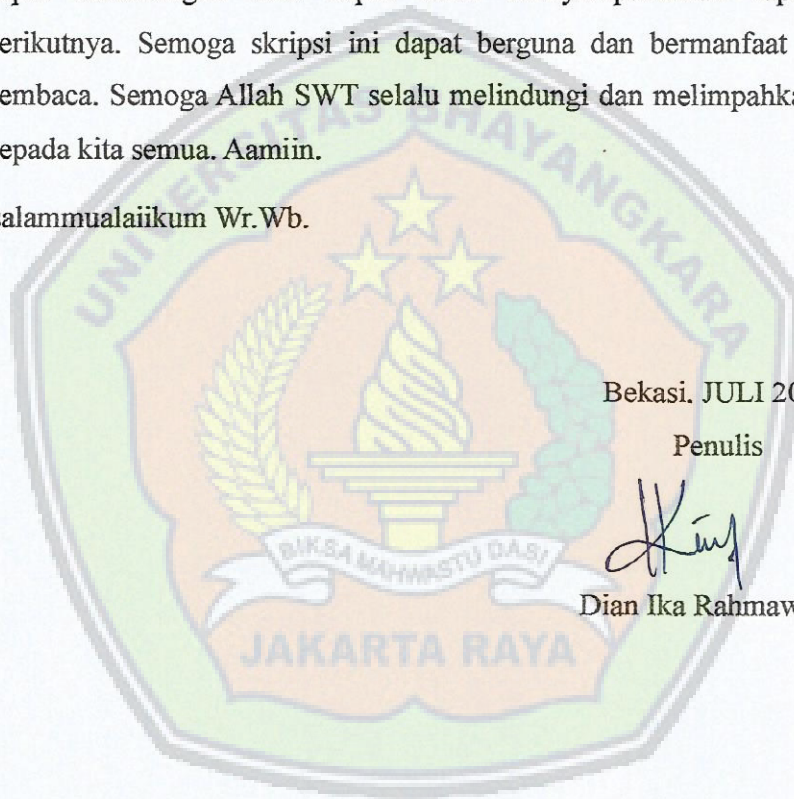 erikutnya. Semoga skripsi ini dapat berguna dan bermanfaat
embaca. Semoga Allah SWT selalu melindungi dan melimpahka
epada kita semua. Aamiin.
alammualaiikum Wr.Wb.
UNIVERSITAS BHAYANGKARA
Bekasi. JULI 20
Penulis
BIKSA MAHWASTU DASI
Dian Ika Rahmaw
JAKARTA RAYA